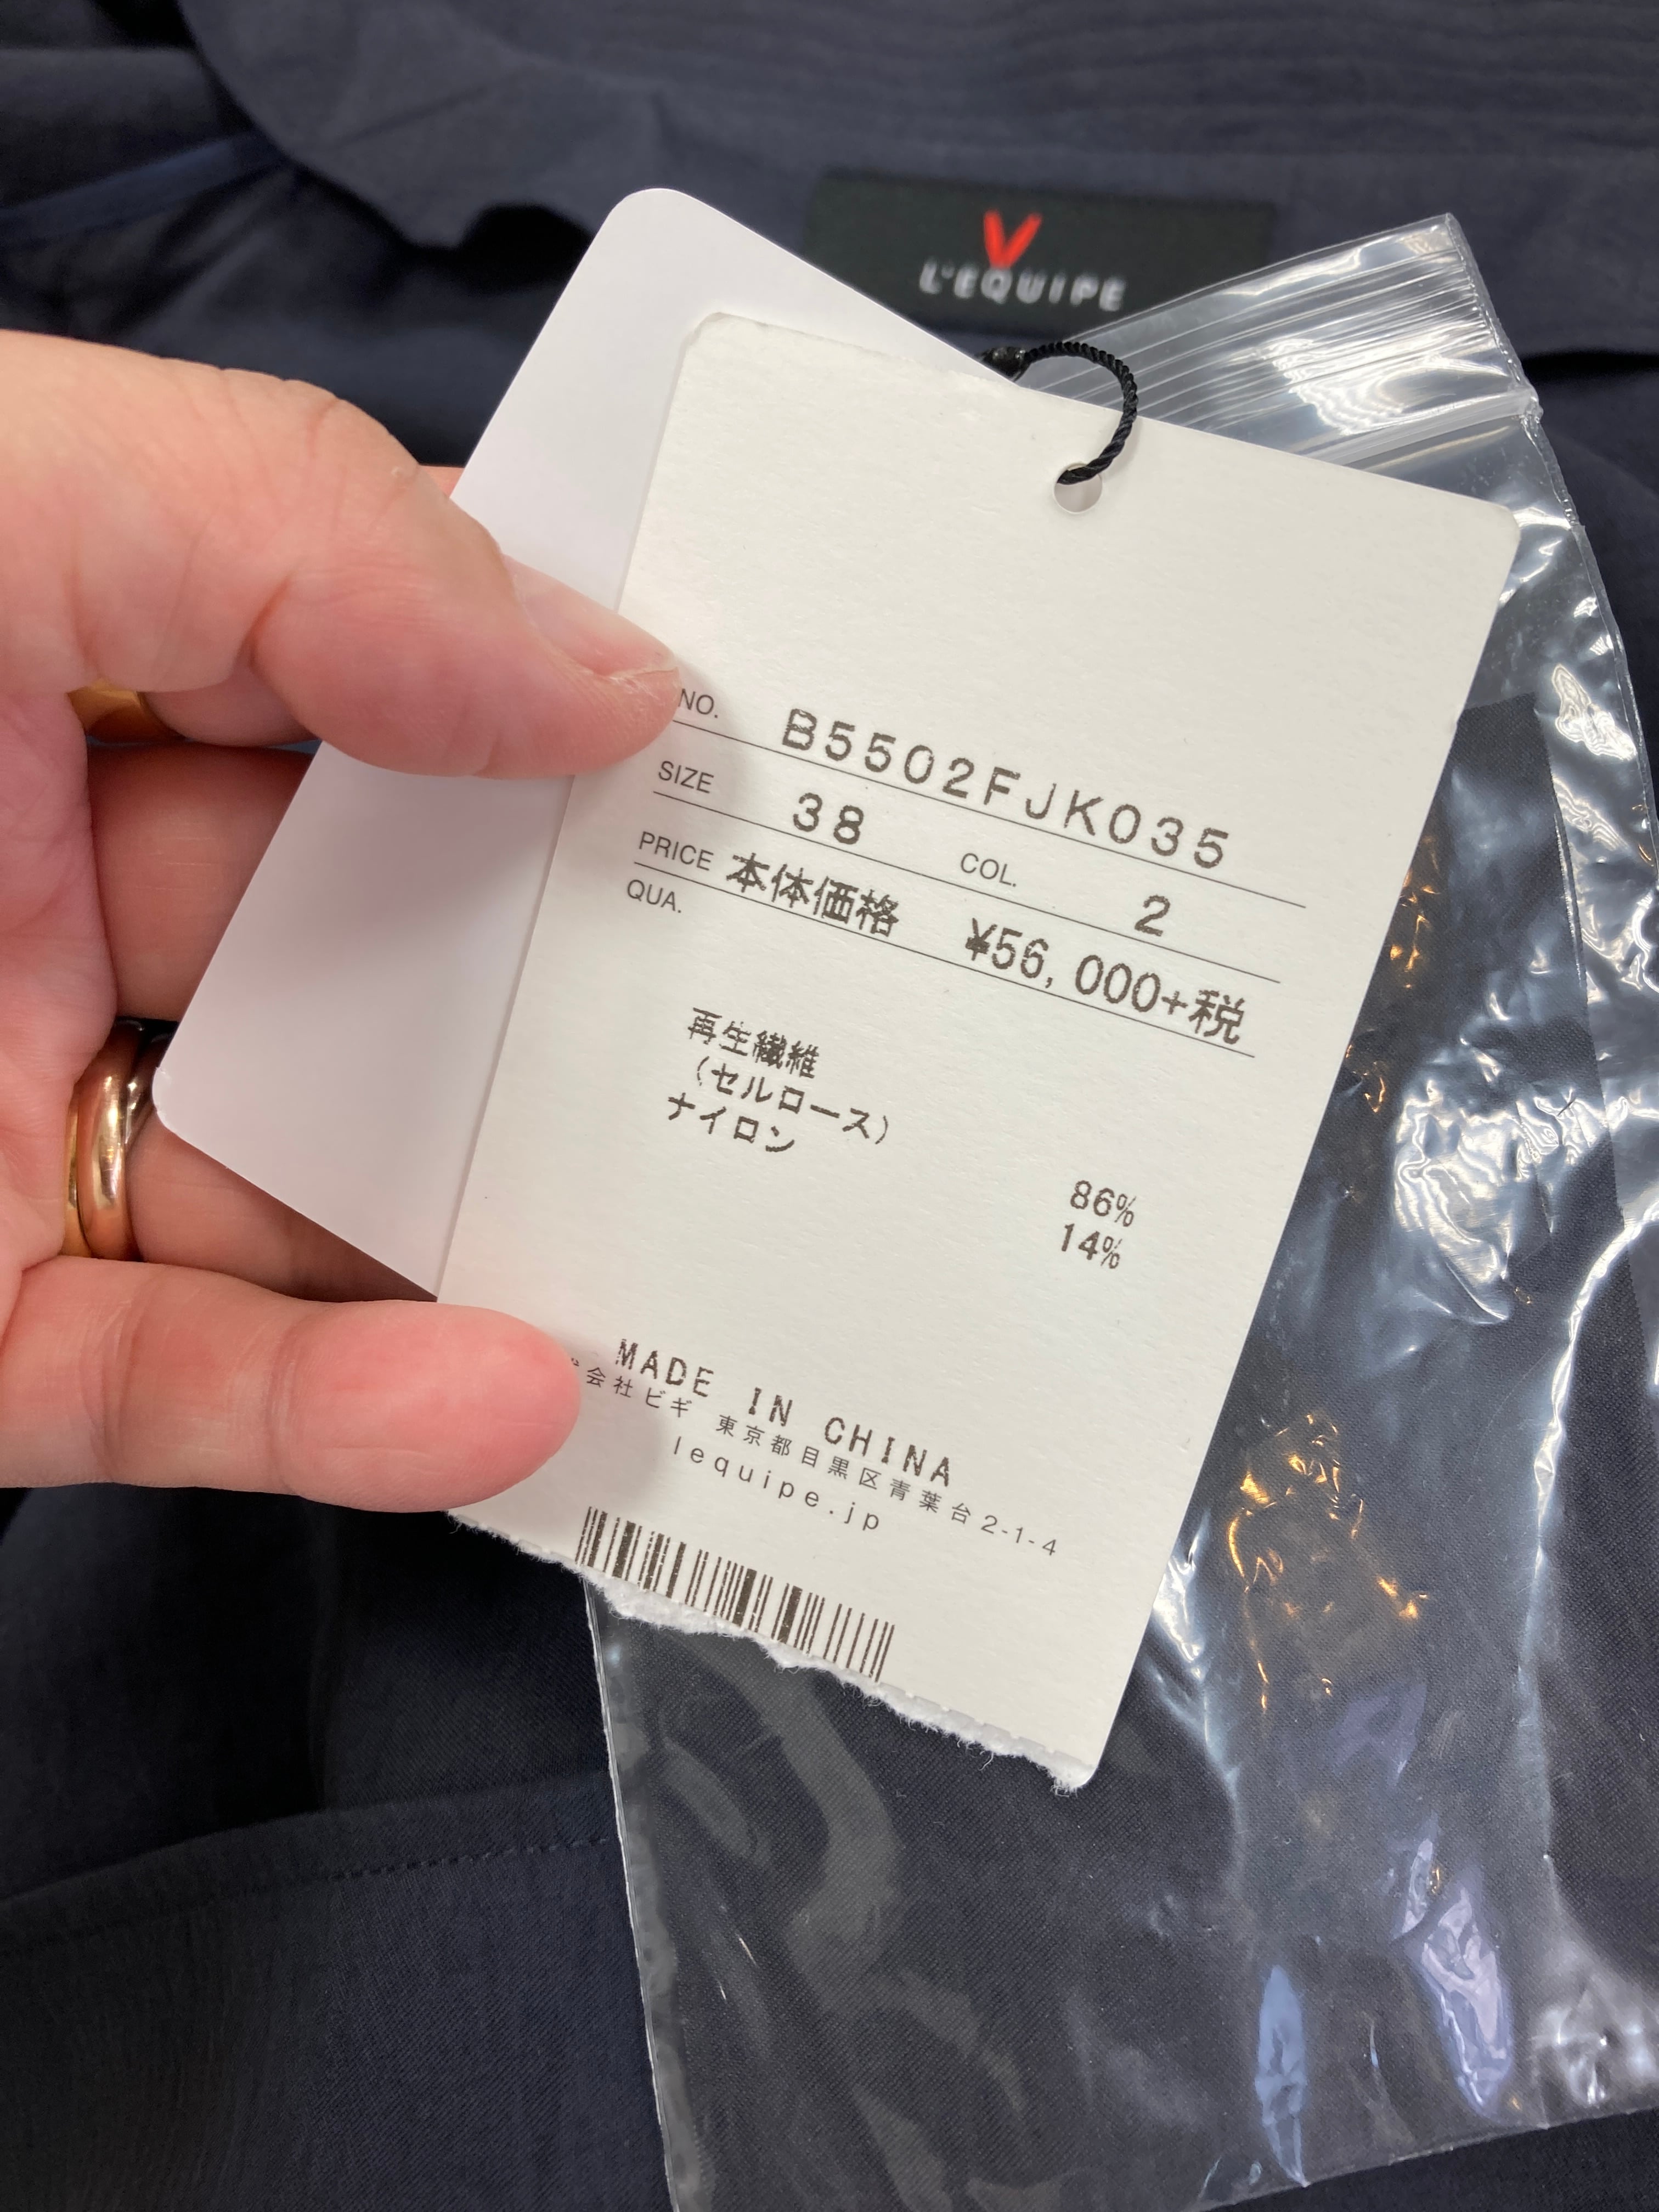 V
L'EQUIPE
NO. B5502FJK035
SIZE 38 COL. 2
PRICE 本体価格 ¥56,000+税
QUA.
再生繊維
(セルロース)
ナイロン
86%
14%
MADE IN CHINA
会社ビギ 東京都目黒区青葉台2-1-4
lequipe.jp